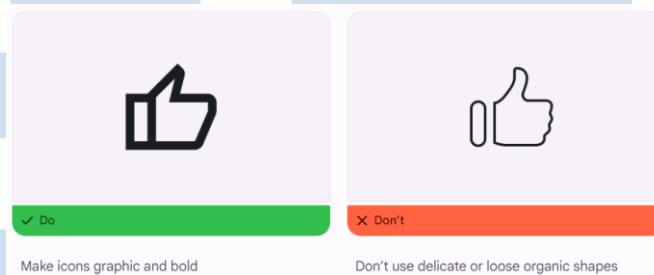 Do
Don't
Make icons graphic and bold
Don't use delicate or loose organic shapes